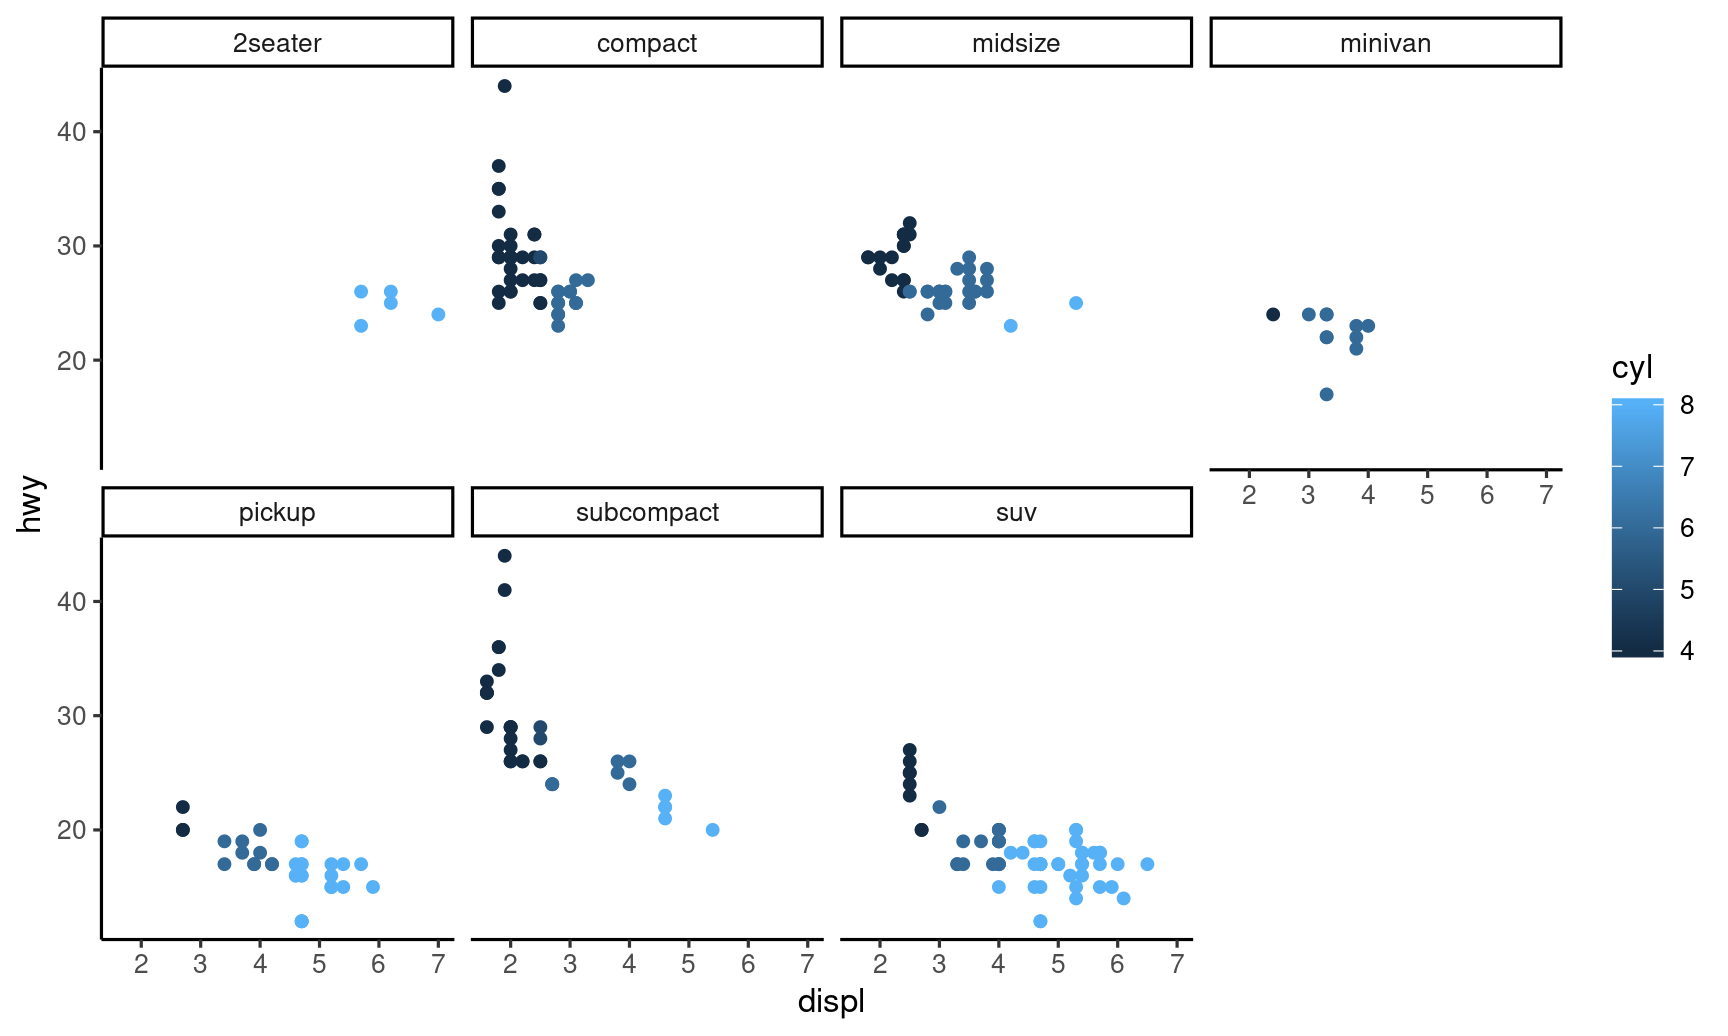 2seater compact midsize minivan
40
30
20
hwy
2 3 4 5 6 7
pickup subcompact suv
40
30
20
2 3 4 5 6 7 2 3 4 5 6 7 2 3 4 5 6 7
displ
cyl
8
7
6
5
4